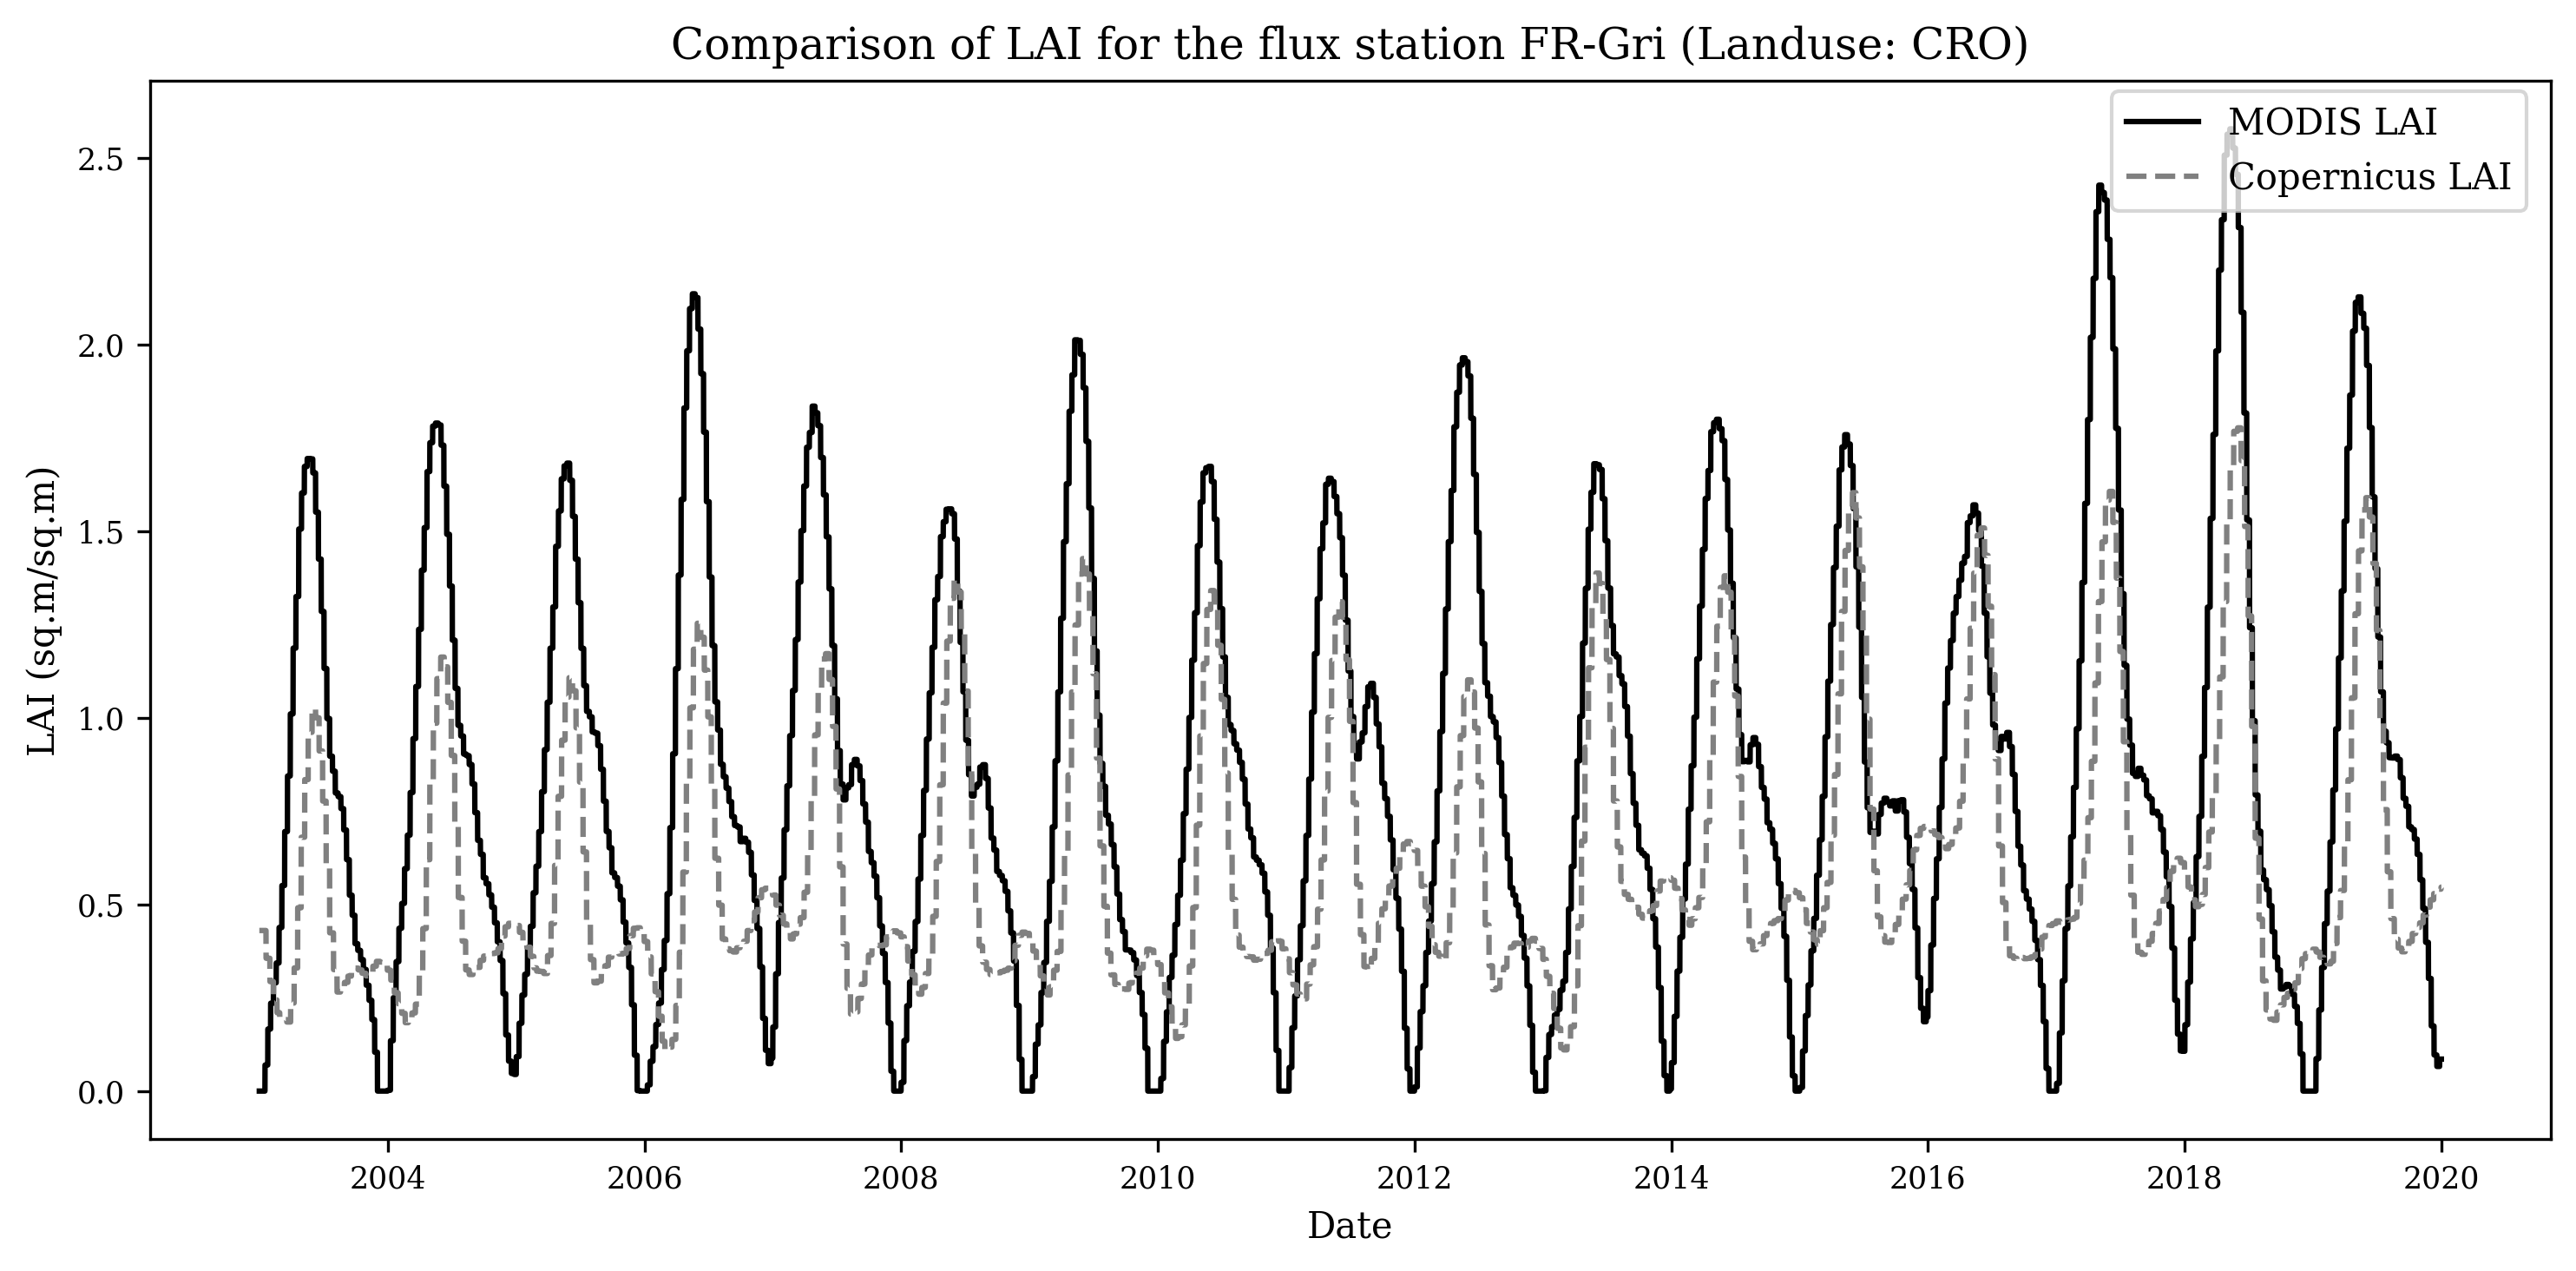 Comparison of LAI for the flux station FR-Gri (Landuse: CRO)
MODIS LAI
Copernicus LAI
LAI (sq.m/sq.m)
2.5
2.0
1.5
1.0
0.5
0.0
2004 2006 2008 2010 2012 2014 2016 2018 2020
Date